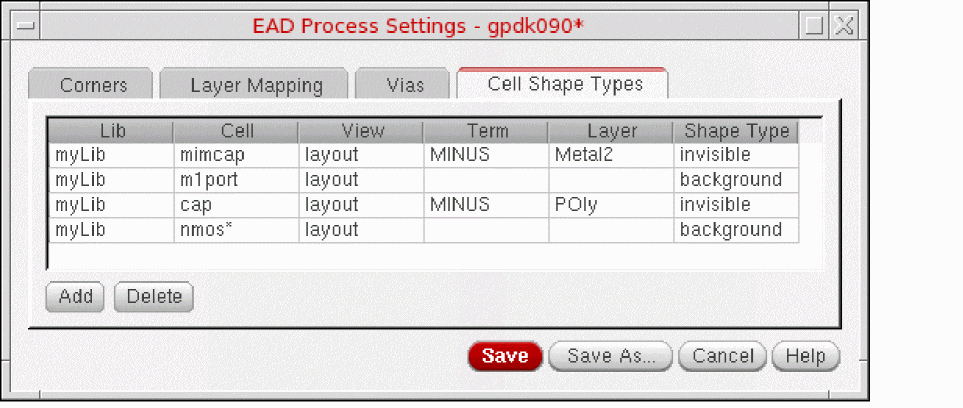 EAD Process Settings - gpdk090*
Corners Layer Mapping Vias Cell Shape Types
Lib Cell View Term Layer Shape Type
myLib mimcap layout MINUS Metal2 invisible
myLib m1port layout background
myLib cap layout MINUS POly invisible
myLib nmos* layout background
Add Delete
Save Save As... Cancel Help